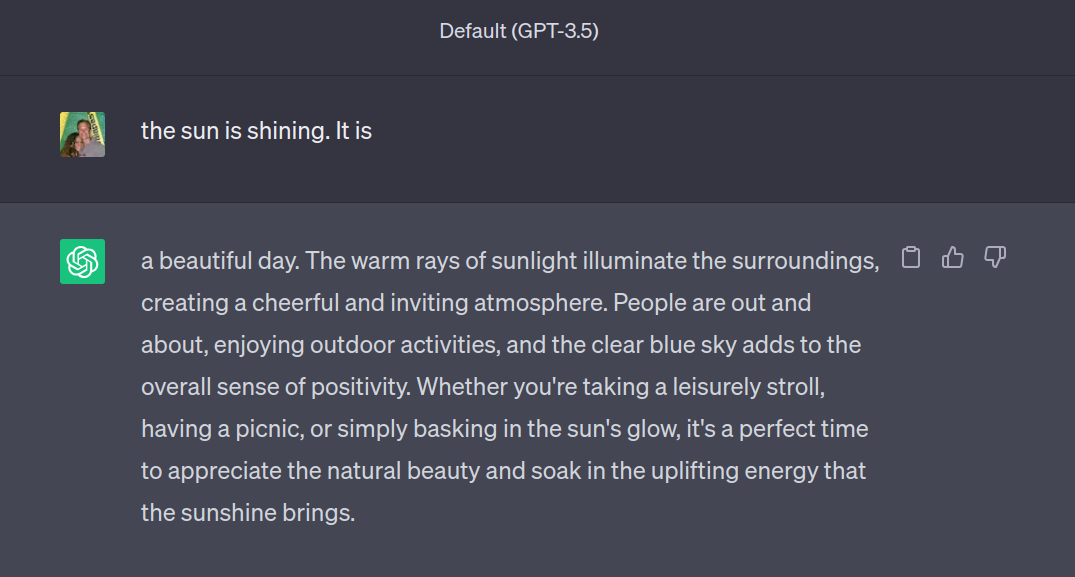 Default (GPT-3.5)
the sun is shining. It is
a beautiful day. The warm rays of sunlight illuminate the surroundings,
creating a cheerful and inviting atmosphere. People are out and
about, enjoying outdoor activities, and the clear blue sky adds to the
overall sense of positivity. Whether you're taking a leisurely stroll,
having a picnic, or simply basking in the sun's glow, it's a perfect time
to appreciate the natural beauty and soak in the uplifting energy that
the sunshine brings.